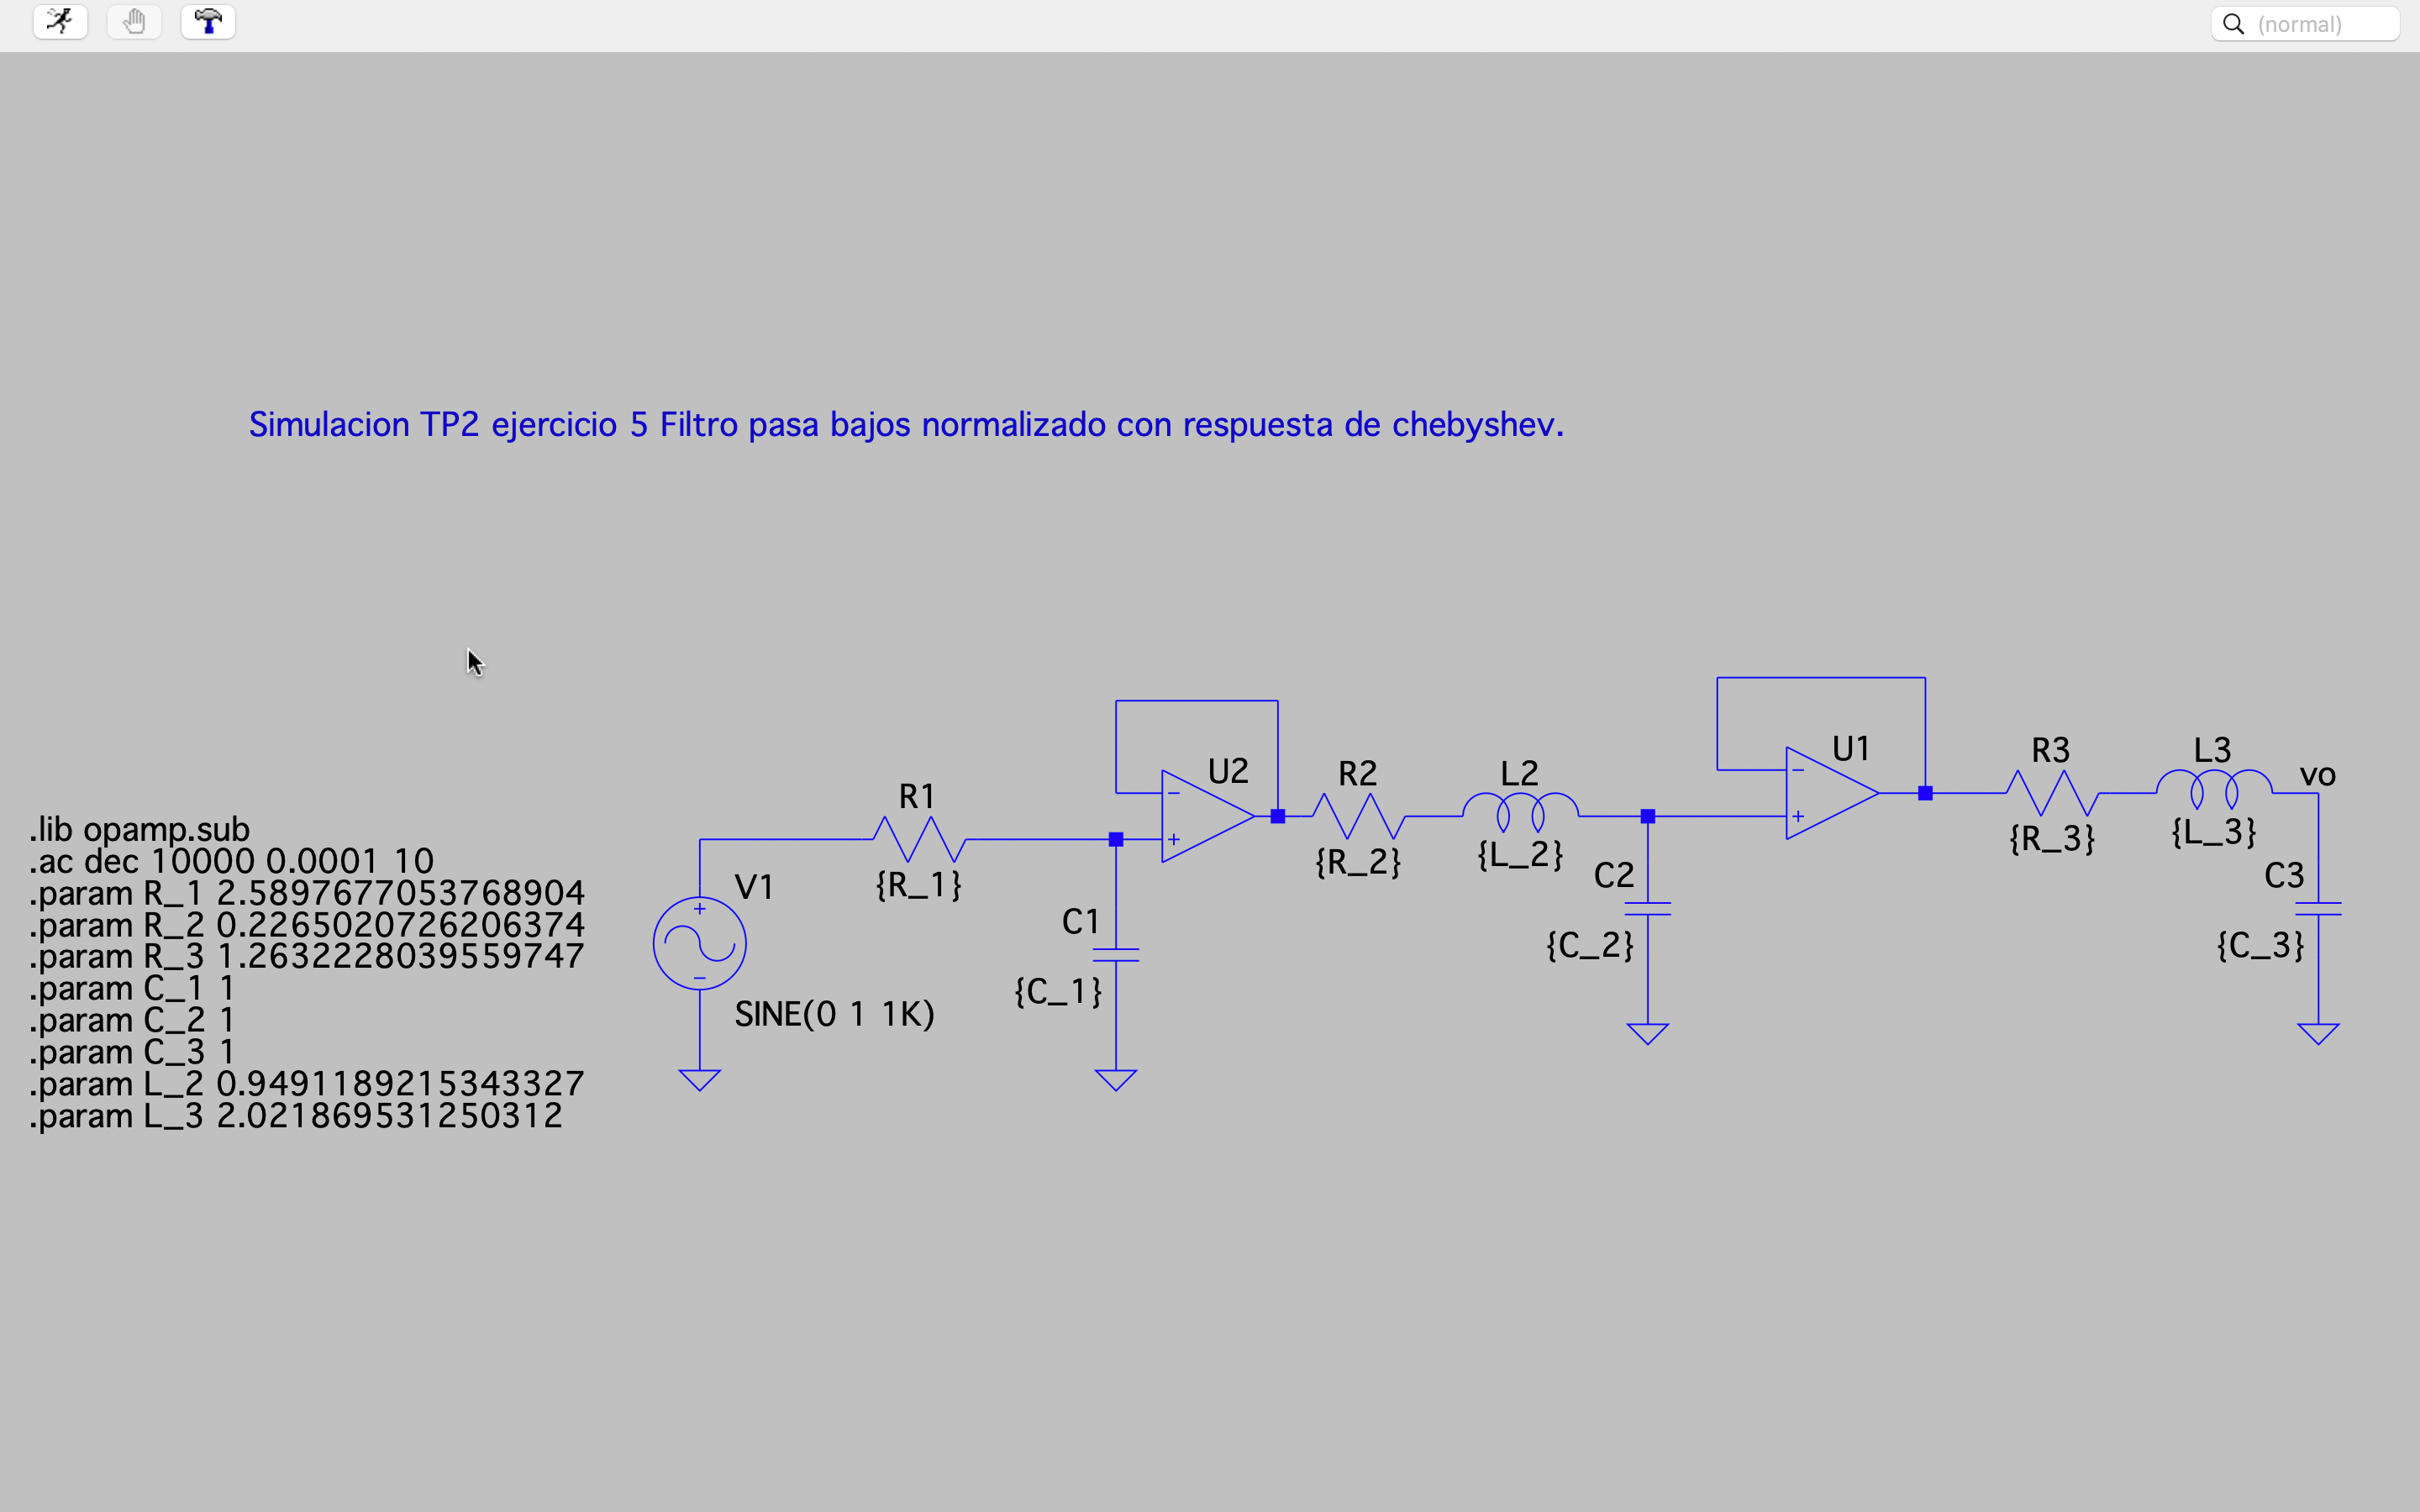 (normal)
Simulacion TP2 ejercicio 5 Filtro pasa bajos normalizado con respuesta de chebyshev.
.lib opamp.sub
.ac dec 10000 0.0001 10
.param R_1 2.5897677053768904
.param R_2 0.2265020726206374
.param R_3 1.2632228039559747
.param C_1 1
.param C_2 1
.param C_3 1
.param L_2 0.9491189215343327
.param L_3 2.021869531250312
V1
SINE(0 1 1K)
R1
{R_1}
C1
{C_1}
U2
R2
{R_2}
L2
{L_2}
C2
{C_2}
U1
R3
{R_3}
L3
{L_3}
vo
C3
{C_3}